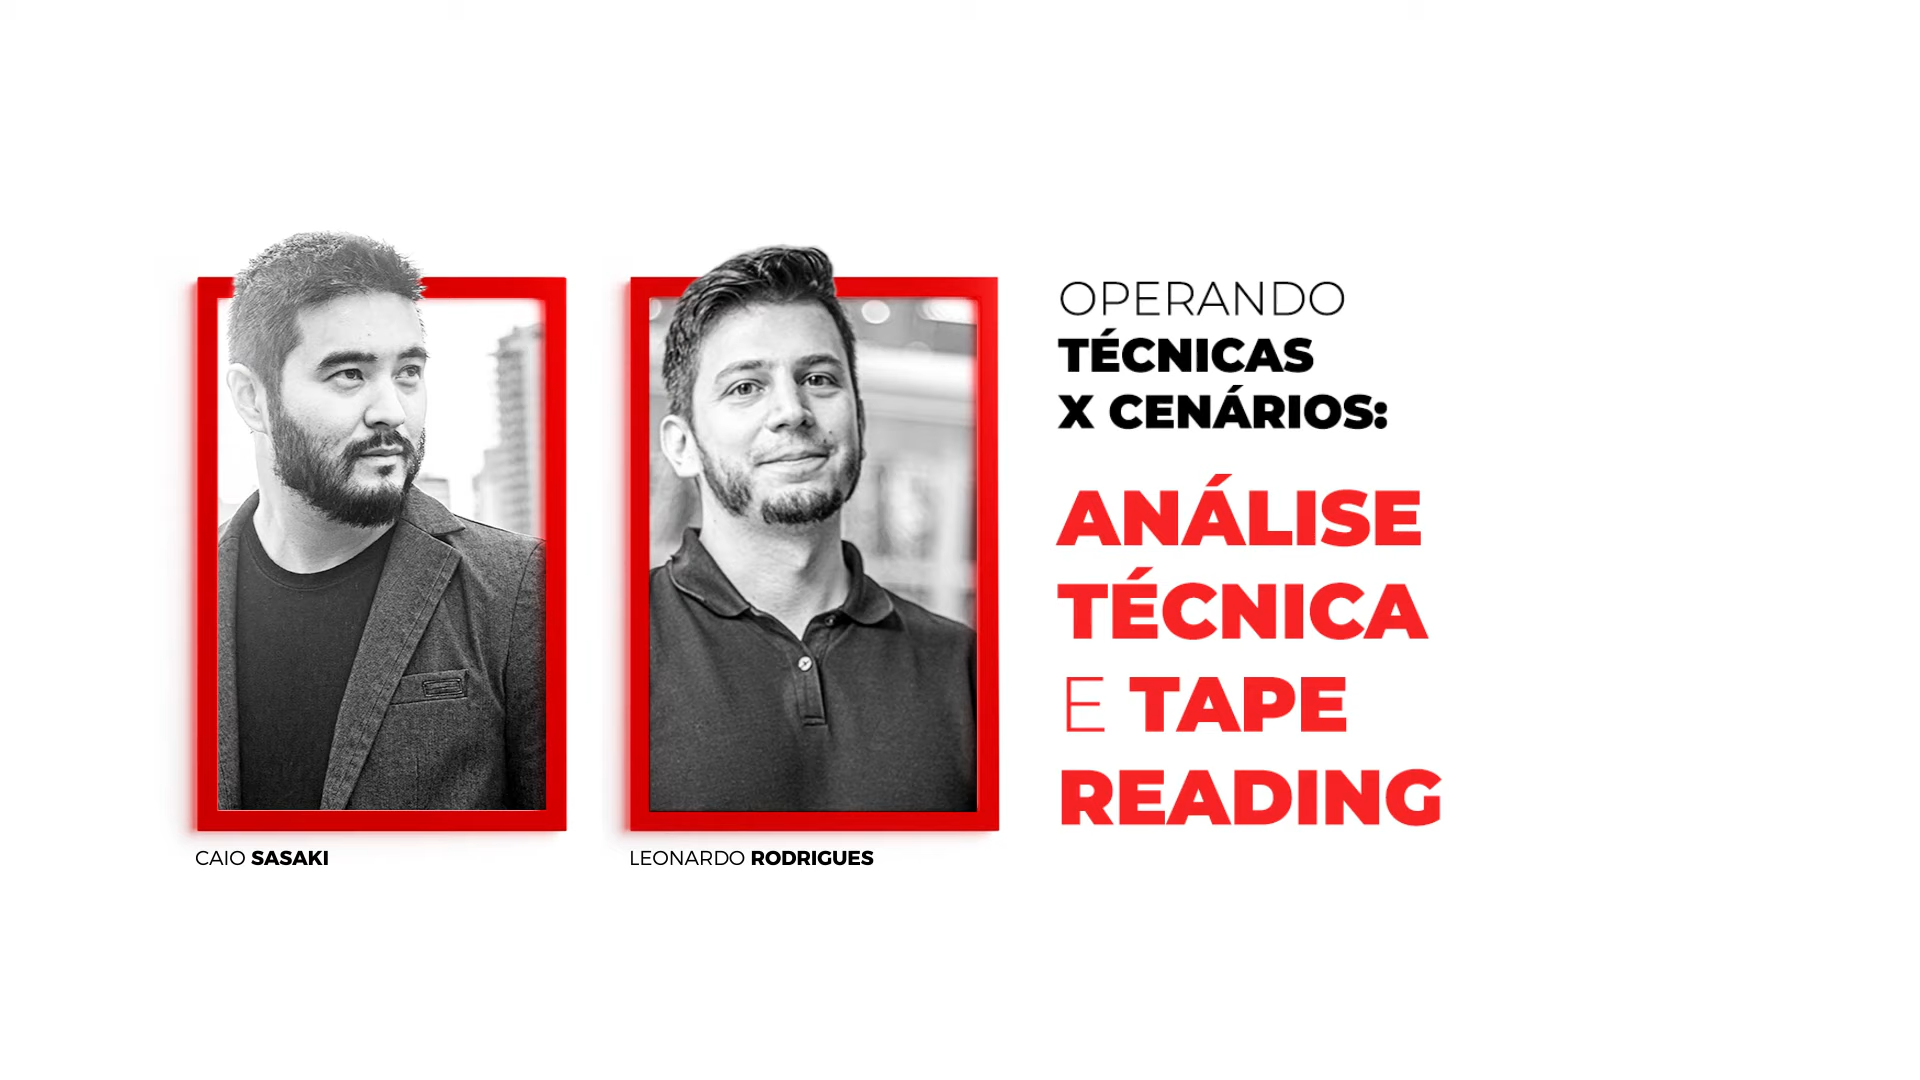 OPERANDO
TÉCNICAS
X CENÁRIOS:
ANÁLISE
TÉCNICA
E TAPE
READING
CAIO SASAKI
LEONARDO RODRIGUES